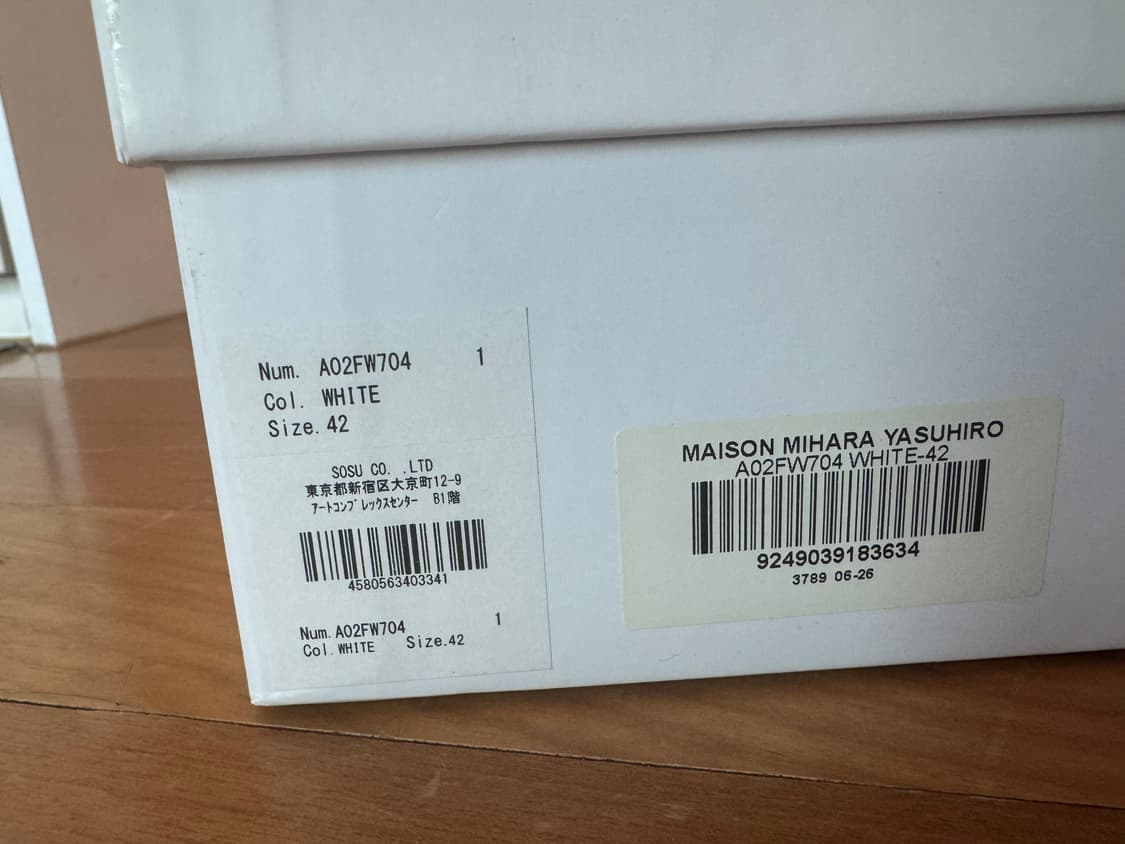 Num. A02FW704 1
Col. WHITE
Size. 42
SOSU CO. .LTD
東京都新宿区大京町12-9
アートコンプレックスセンター B1階
4580563403341
Num. A02FW704 1
Col. WHITE Size. 42
MAISON MIHARA YASUHIRO
A02FW704 WHITE-42
9249039183634
3789 06-26